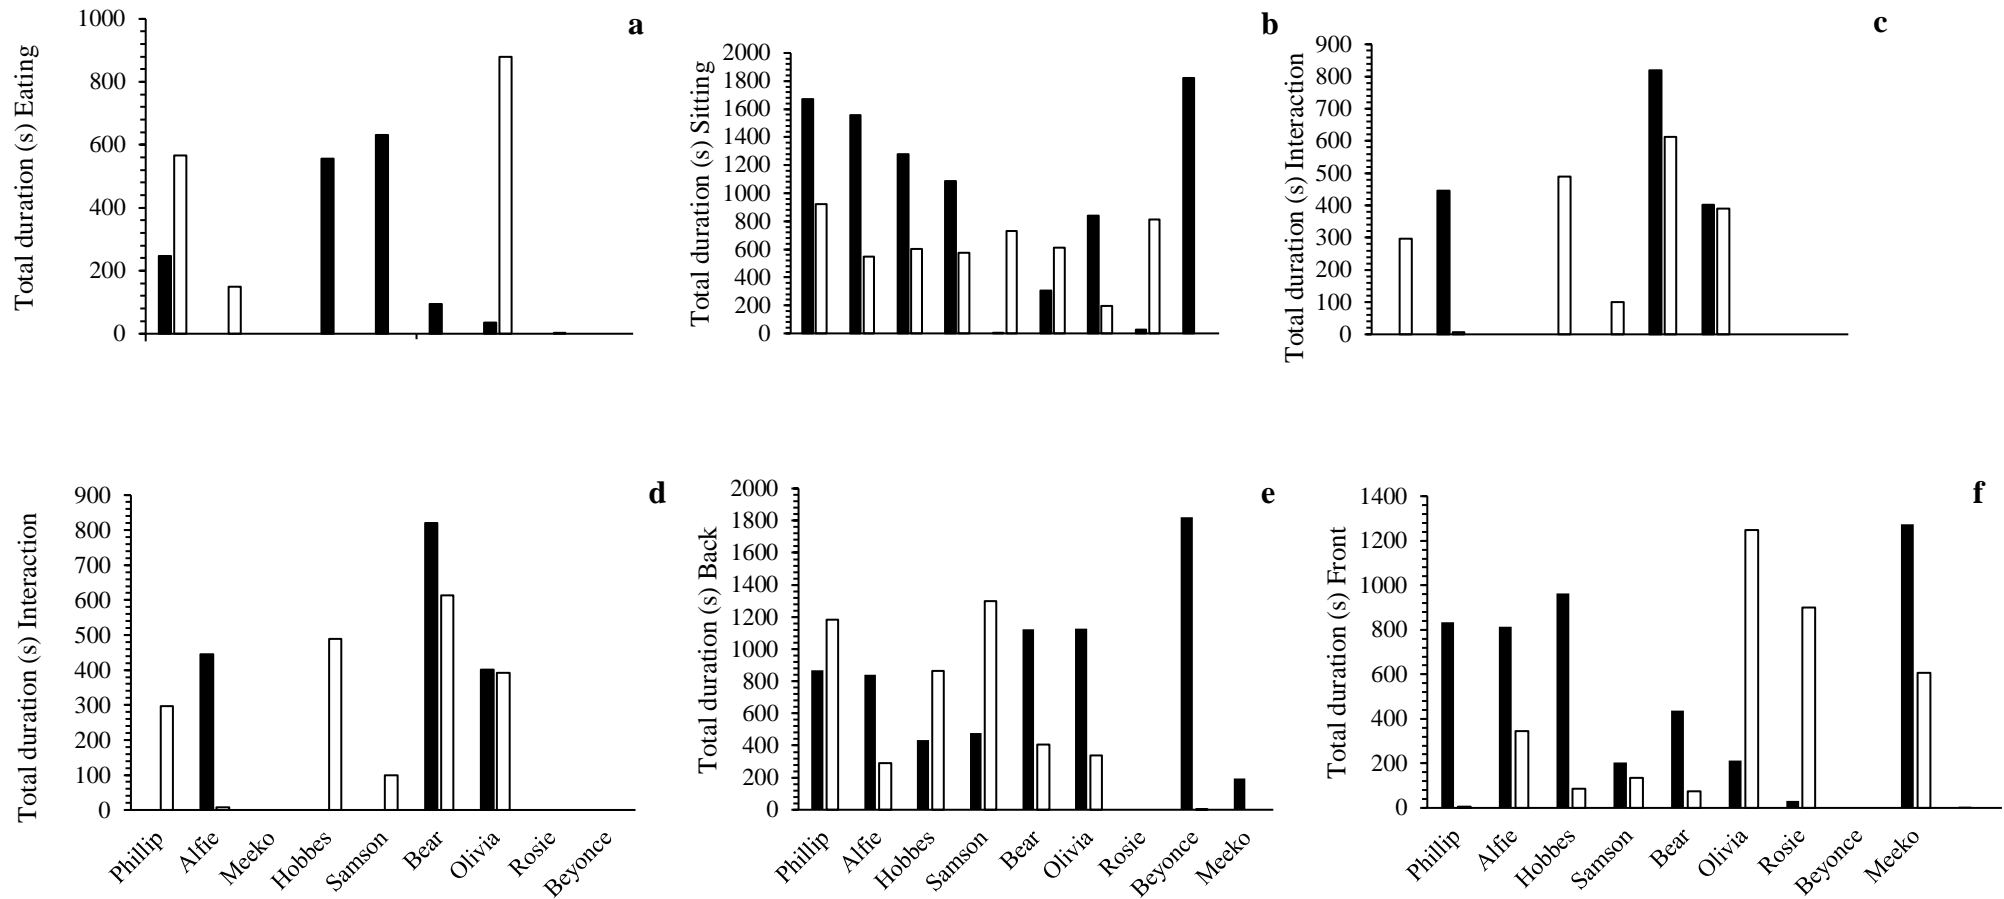 a
Total duration (s) Eating
1000
800
600
400
200
0
b
Total duration (s) Sitting
2000
1800
1600
1400
1200
1000
800
600
400
200
0
c
Total duration (s) Interaction
900
800
700
600
500
400
300
200
100
0
d
Total duration (s) Interaction
900
800
700
600
500
400
300
200
100
0
Phillip
Alfie
Meeko
Hobbes
Samson
Bear
Olivia
Rosie
Beyonce
e
Total duration (s) Back
2000
1800
1600
1400
1200
1000
800
600
400
200
0
Phillip
Alfie
Hobbes
Samson
Bear
Olivia
Rosie
Beyonce
Meeko
f
Total duration (s) Front
1400
1200
1000
800
600
400
200
0
Phillip
Alfie
Hobbes
Samson
Bear
Olivia
Rosie
Beyonce
Meeko